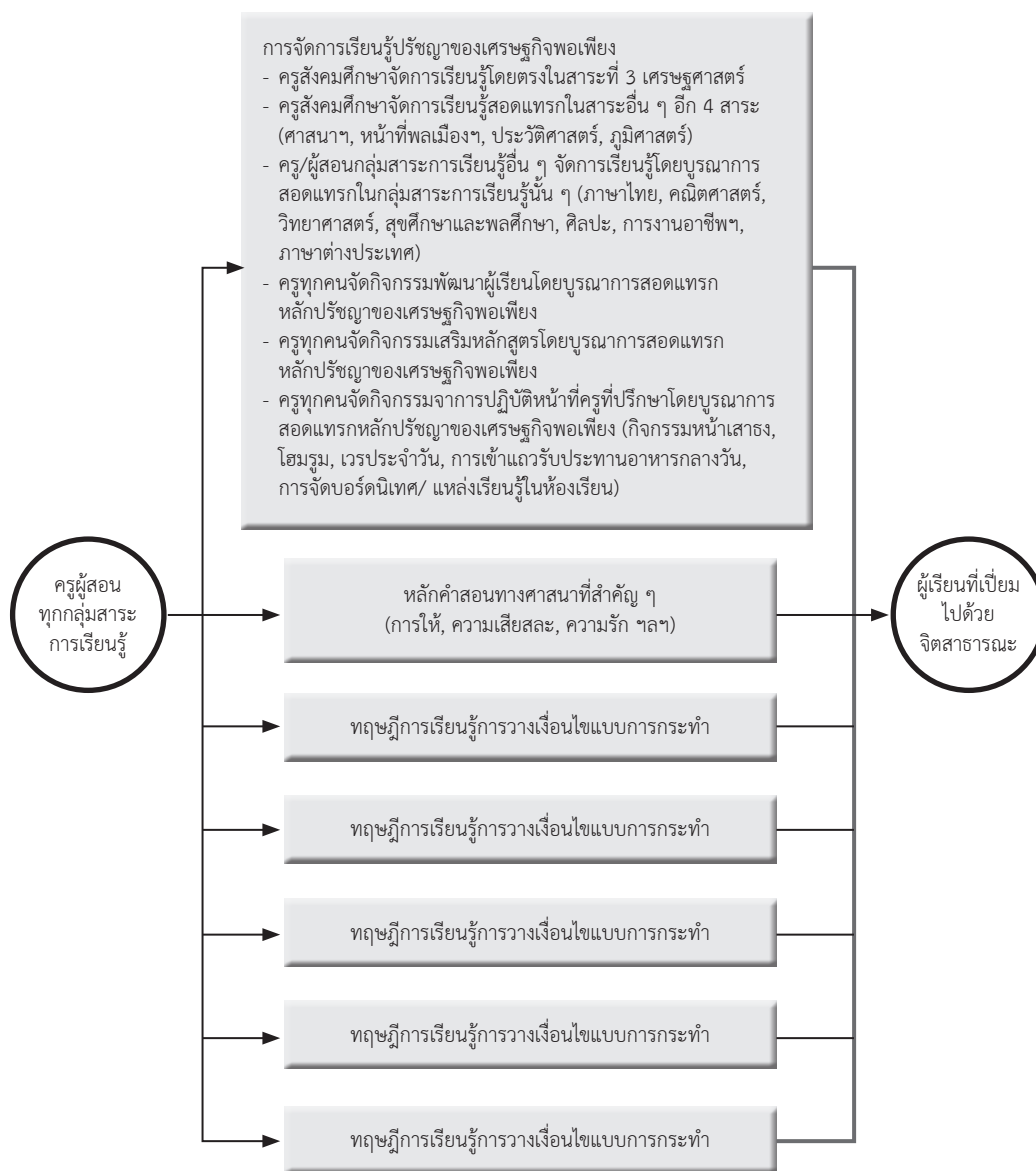 การจัดการเรียนรู้ปรัชญาของเศรษฐกิจพอเพียง
- ครูสังคมศึกษาจัดการเรียนรู้โดยตรงในสาระที่ 3 เศรษฐศาสตร์
- ครูสังคมศึกษาจัดการเรียนรู้สอดแทรกในสาระอื่น ๆ อีก 4 สาระ
(ศาสนาฯ, หน้าที่พลเมืองฯ, ประวัติศาสตร์, ภูมิศาสตร์)
- ครู/ผู้สอนกลุ่มสาระการเรียนรู้อื่น ๆ จัดการเรียนรู้โดยบูรณาการ
สอดแทรกในกลุ่มสาระการเรียนรู้นั้น ๆ (ภาษาไทย, คณิตศาสตร์,
วิทยาศาสตร์, สุขศึกษาและพลศึกษา, ศิลปะ, การงานอาชีพฯ,
ภาษาต่างประเทศ)
- ครูทุกคนจัดกิจกรรมพัฒนาผู้เรียนโดยบูรณาการสอดแทรก
หลักปรัชญาของเศรษฐกิจพอเพียง
- ครูทุกคนจัดกิจกรรมเสริมหลักสูตรโดยบูรณาการสอดแทรก
หลักปรัชญาของเศรษฐกิจพอเพียง
- ครูทุกคนจัดกิจกรรมจาการปฏิบัติหน้าที่ครูที่ปรึกษาโดยบูรณาการ
สอดแทรกหลักปรัชญาของเศรษฐกิจพอเพียง (กิจกรรมหน้าเสาธง,
โฮมรูม, เวรประจำวัน, การเข้าแถวรับประทานอาหารกลางวัน,
การจัดบอร์ดนิเทศ/ แหล่งเรียนรู้ในห้องเรียน)
ครูผู้สอน
ทุกกลุ่มสาระ
การเรียนรู้
หลักคำสอนทางศาสนาที่สำคัญ ๆ
(การให้, ความเสียสละ, ความรัก ฯลฯ)
ผู้เรียนที่เปี่ยม
ไปด้วย
จิตสาธารณะ
ทฤษฎีการเรียนรู้การวางเงื่อนไขแบบการกระทำ
ทฤษฎีการเรียนรู้การวางเงื่อนไขแบบการกระทำ
ทฤษฎีการเรียนรู้การวางเงื่อนไขแบบการกระทำ
ทฤษฎีการเรียนรู้การวางเงื่อนไขแบบการกระทำ
ทฤษฎีการเรียนรู้การวางเงื่อนไขแบบการกระทำ